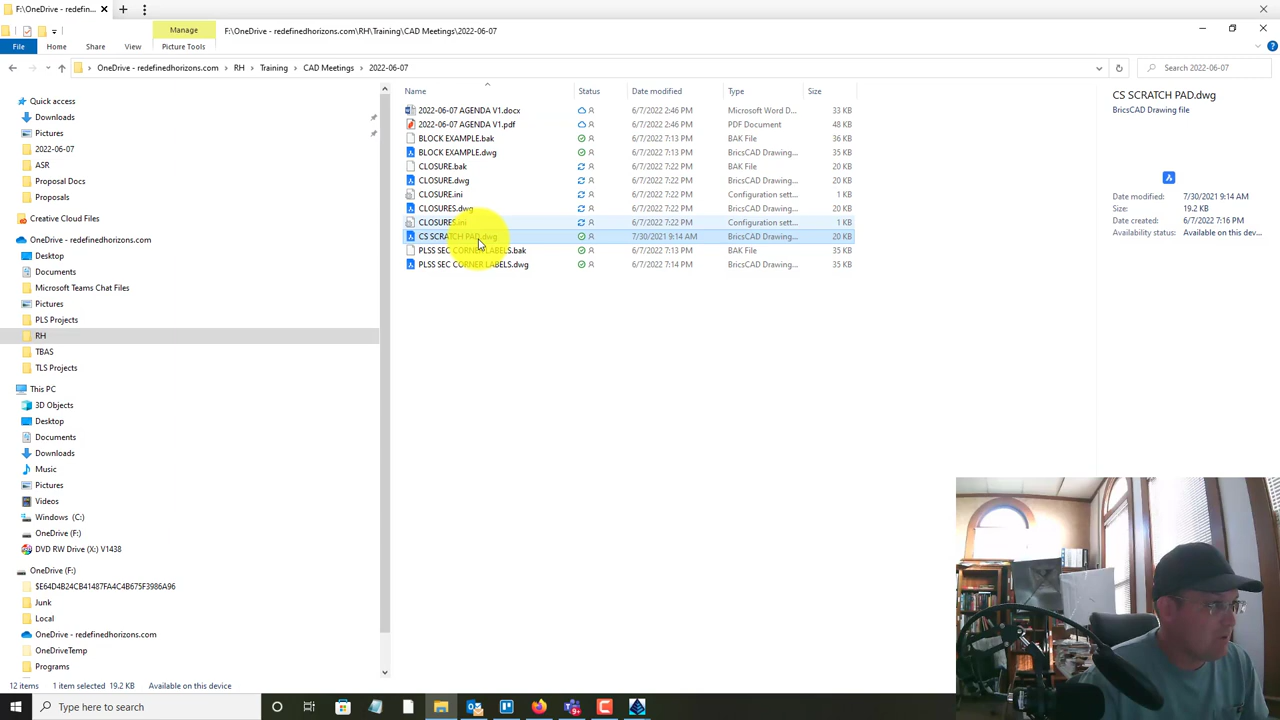 F:\OneDrive - redefinedhorizons.com
Manage
F:\OneDrive - redefinedhorizons.com\RH\Training\CAD Meetings\2022-06-07
File
Home
Share
View
Picture Tools
OneDrive - redefinedhorizons.com
RH
Training
CAD Meetings
2022-06-07
Search 2022-06-07
Name
Status
Date modified
Type
Size
2022-06-07 AGENDA V1.docx 6/7/2022 2:46 PM Microsoft Word D... 33 KB
2022-06-07 AGENDA V1.pdf 6/7/2022 2:46 PM PDF Document 48 KB
BLOCK EXAMPLE.bak 6/7/2022 7:13 PM BAK File 36 KB
BLOCK EXAMPLE.dwg 6/7/2022 7:13 PM BricsCAD Drawing... 35 KB
CLOSURE.bak 6/7/2022 7:22 PM BAK File 20 KB
CLOSURE.dwg 6/7/2022 7:22 PM BricsCAD Drawing... 20 KB
CLOSURE.ini 6/7/2022 7:22 PM Configuration sett... 1 KB
CLOSURES.dwg 6/7/2022 7:22 PM BricsCAD Drawing... 20 KB
CLOSURES.ini 6/7/2022 7:22 PM Configuration sett... 1 KB
CS SCRATCH PAD.dwg 7/30/2021 9:14 AM BricsCAD Drawing... 20 KB
PLSS SEC CORNER LABELS.bak 6/7/2022 7:13 PM BAK File 35 KB
PLSS SEC CORNER LABELS.dwg 6/7/2022 7:14 PM BricsCAD Drawing... 35 KB
Quick access
Downloads
Pictures
2022-06-07
ASR
Proposal Docs
Proposals
Creative Cloud Files
OneDrive - redefinedhorizons.com
Desktop
Documents
Microsoft Teams Chat Files
Pictures
PLS Projects
RH
TBAS
TLS Projects
This PC
3D Objects
Desktop
Documents
Downloads
Music
Pictures
Videos
Windows (C:)
OneDrive (F:)
DVD RW Drive (X:) V1438
OneDrive (F:)
$E64D4B24CB41487FA4C4B675F3986A96
Junk
Local
OneDrive - redefinedhorizons.com
OneDriveTemp
Programs
CS SCRATCH PAD.dwg
BricsCAD Drawing file
Date modified: 7/30/2021 9:14 AM
Size: 19.2 KB
Date created: 6/7/2022 7:16 PM
Availability status: Available on this dev...
12 items 1 item selected 19.2 KB Available on this device
Type here to search